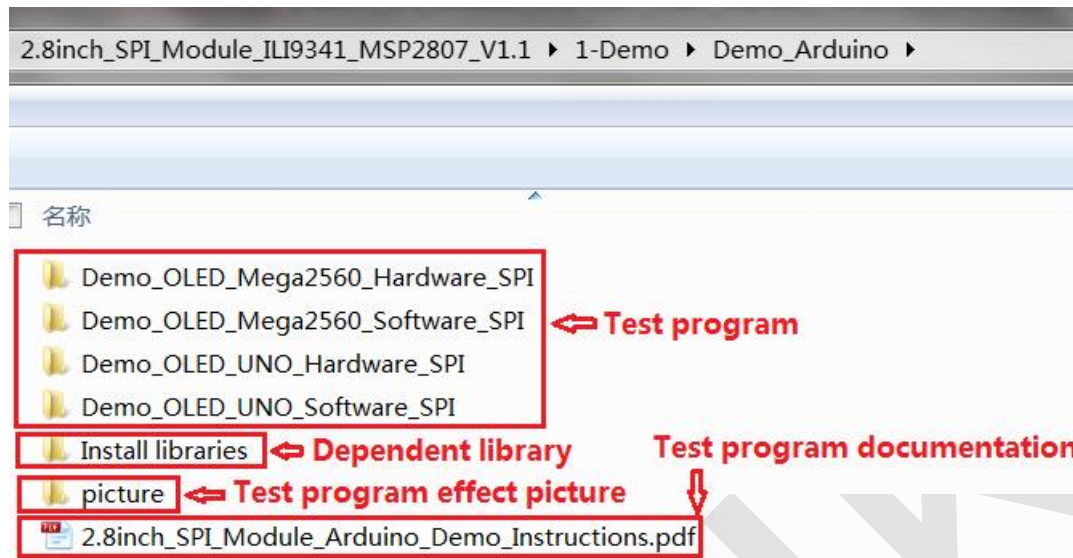 2.8inch_SPI_Module_ILI9341_MSP2807_V1.1 ▸ 1-Demo ▸ Demo_Arduino ▸
名称
Demo_OLED_Mega2560_Hardware_SPI
Demo_OLED_Mega2560_Software_SPI
Test program
Demo_OLED_UNO_Hardware_SPI
Demo_OLED_UNO_Software_SPI
Install libraries
Dependent library
Test program documentation
picture
Test program effect picture
2.8inch_SPI_Module_Arduino_Demo_Instructions.pdf